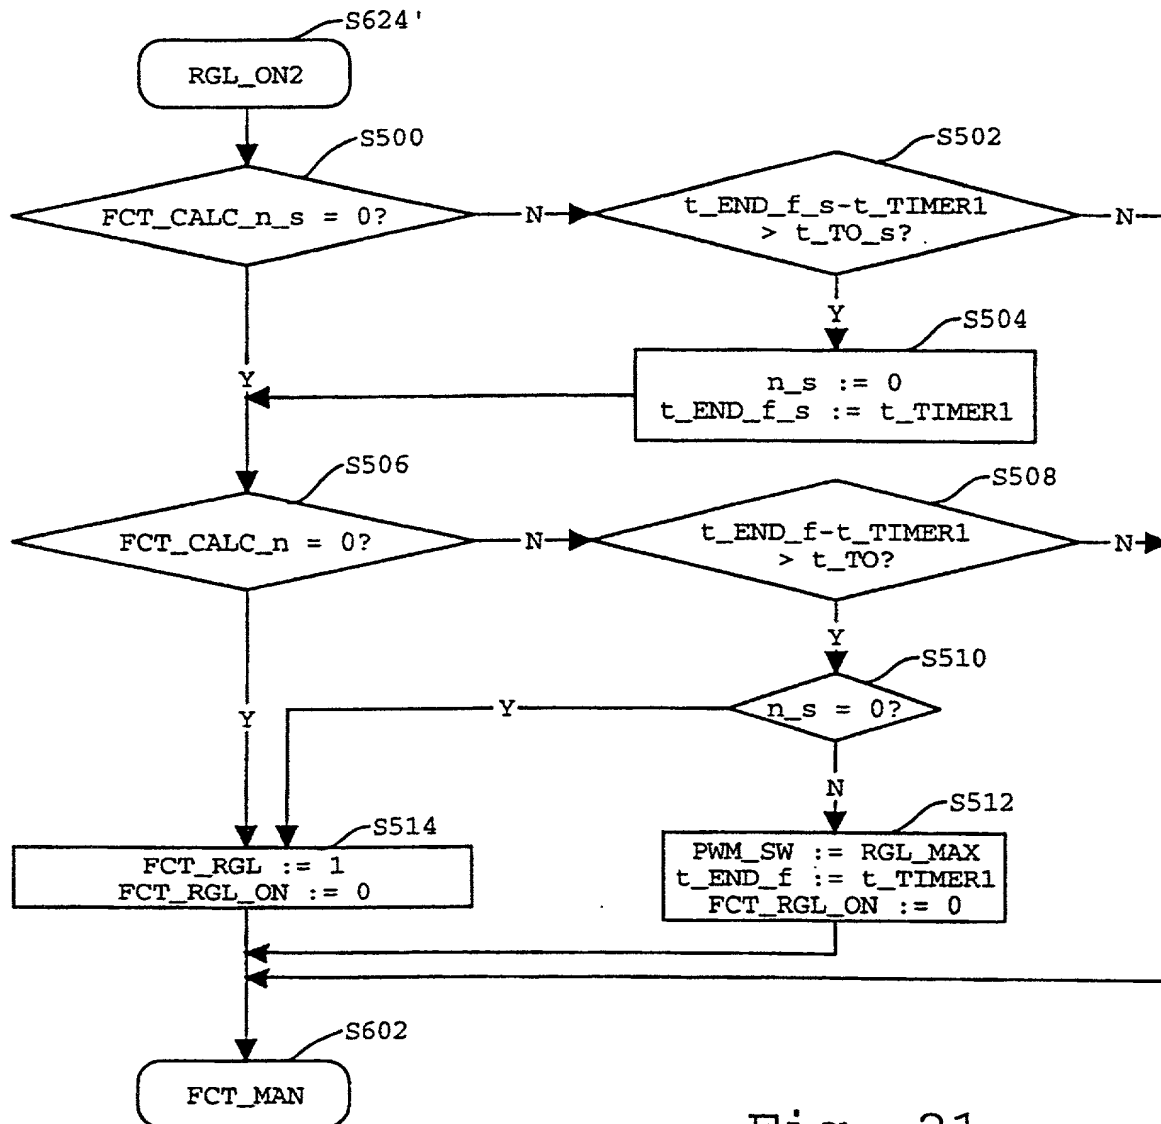 S624'
RGL_ON2
S500
FCT_CALC_n_s = 0?
N
S502
t_END_f_s-t_TIMER1
> t_TO_s?
N
Y
S504
n_s := 0
t_END_f_s := t_TIMER1
Y
S506
FCT_CALC_n = 0?
N
S508
t_END_f-t_TIMER1
> t_TO?
N
Y
S510
n_s = 0?
Y
Y
N
S512
PWM_SW := RGL_MAX
t_END_f := t_TIMER1
FCT_RGL_ON := 0
S514
FCT_RGL := 1
FCT_RGL_ON := 0
S602
FCT_MAN